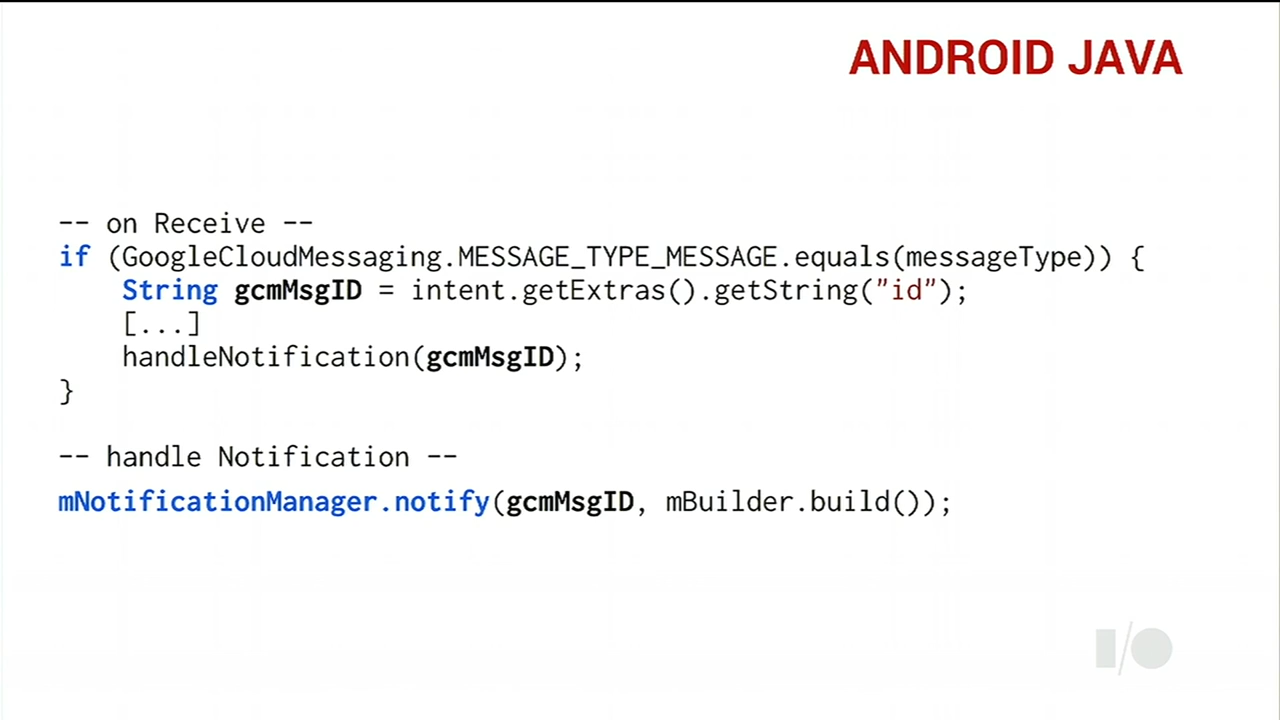 ANDROID JAVA
-- on Receive --
if (GoogleCloudMessaging.MESSAGE_TYPE_MESSAGE.equals(messageType)) {
    String gcmMsgID = intent.getExtras().getString("id");
    [...]
    handleNotification(gcmMsgID);
}
-- handle Notification --
mNotificationManager.notify(gcmMsgID, mBuilder.build());
I/O